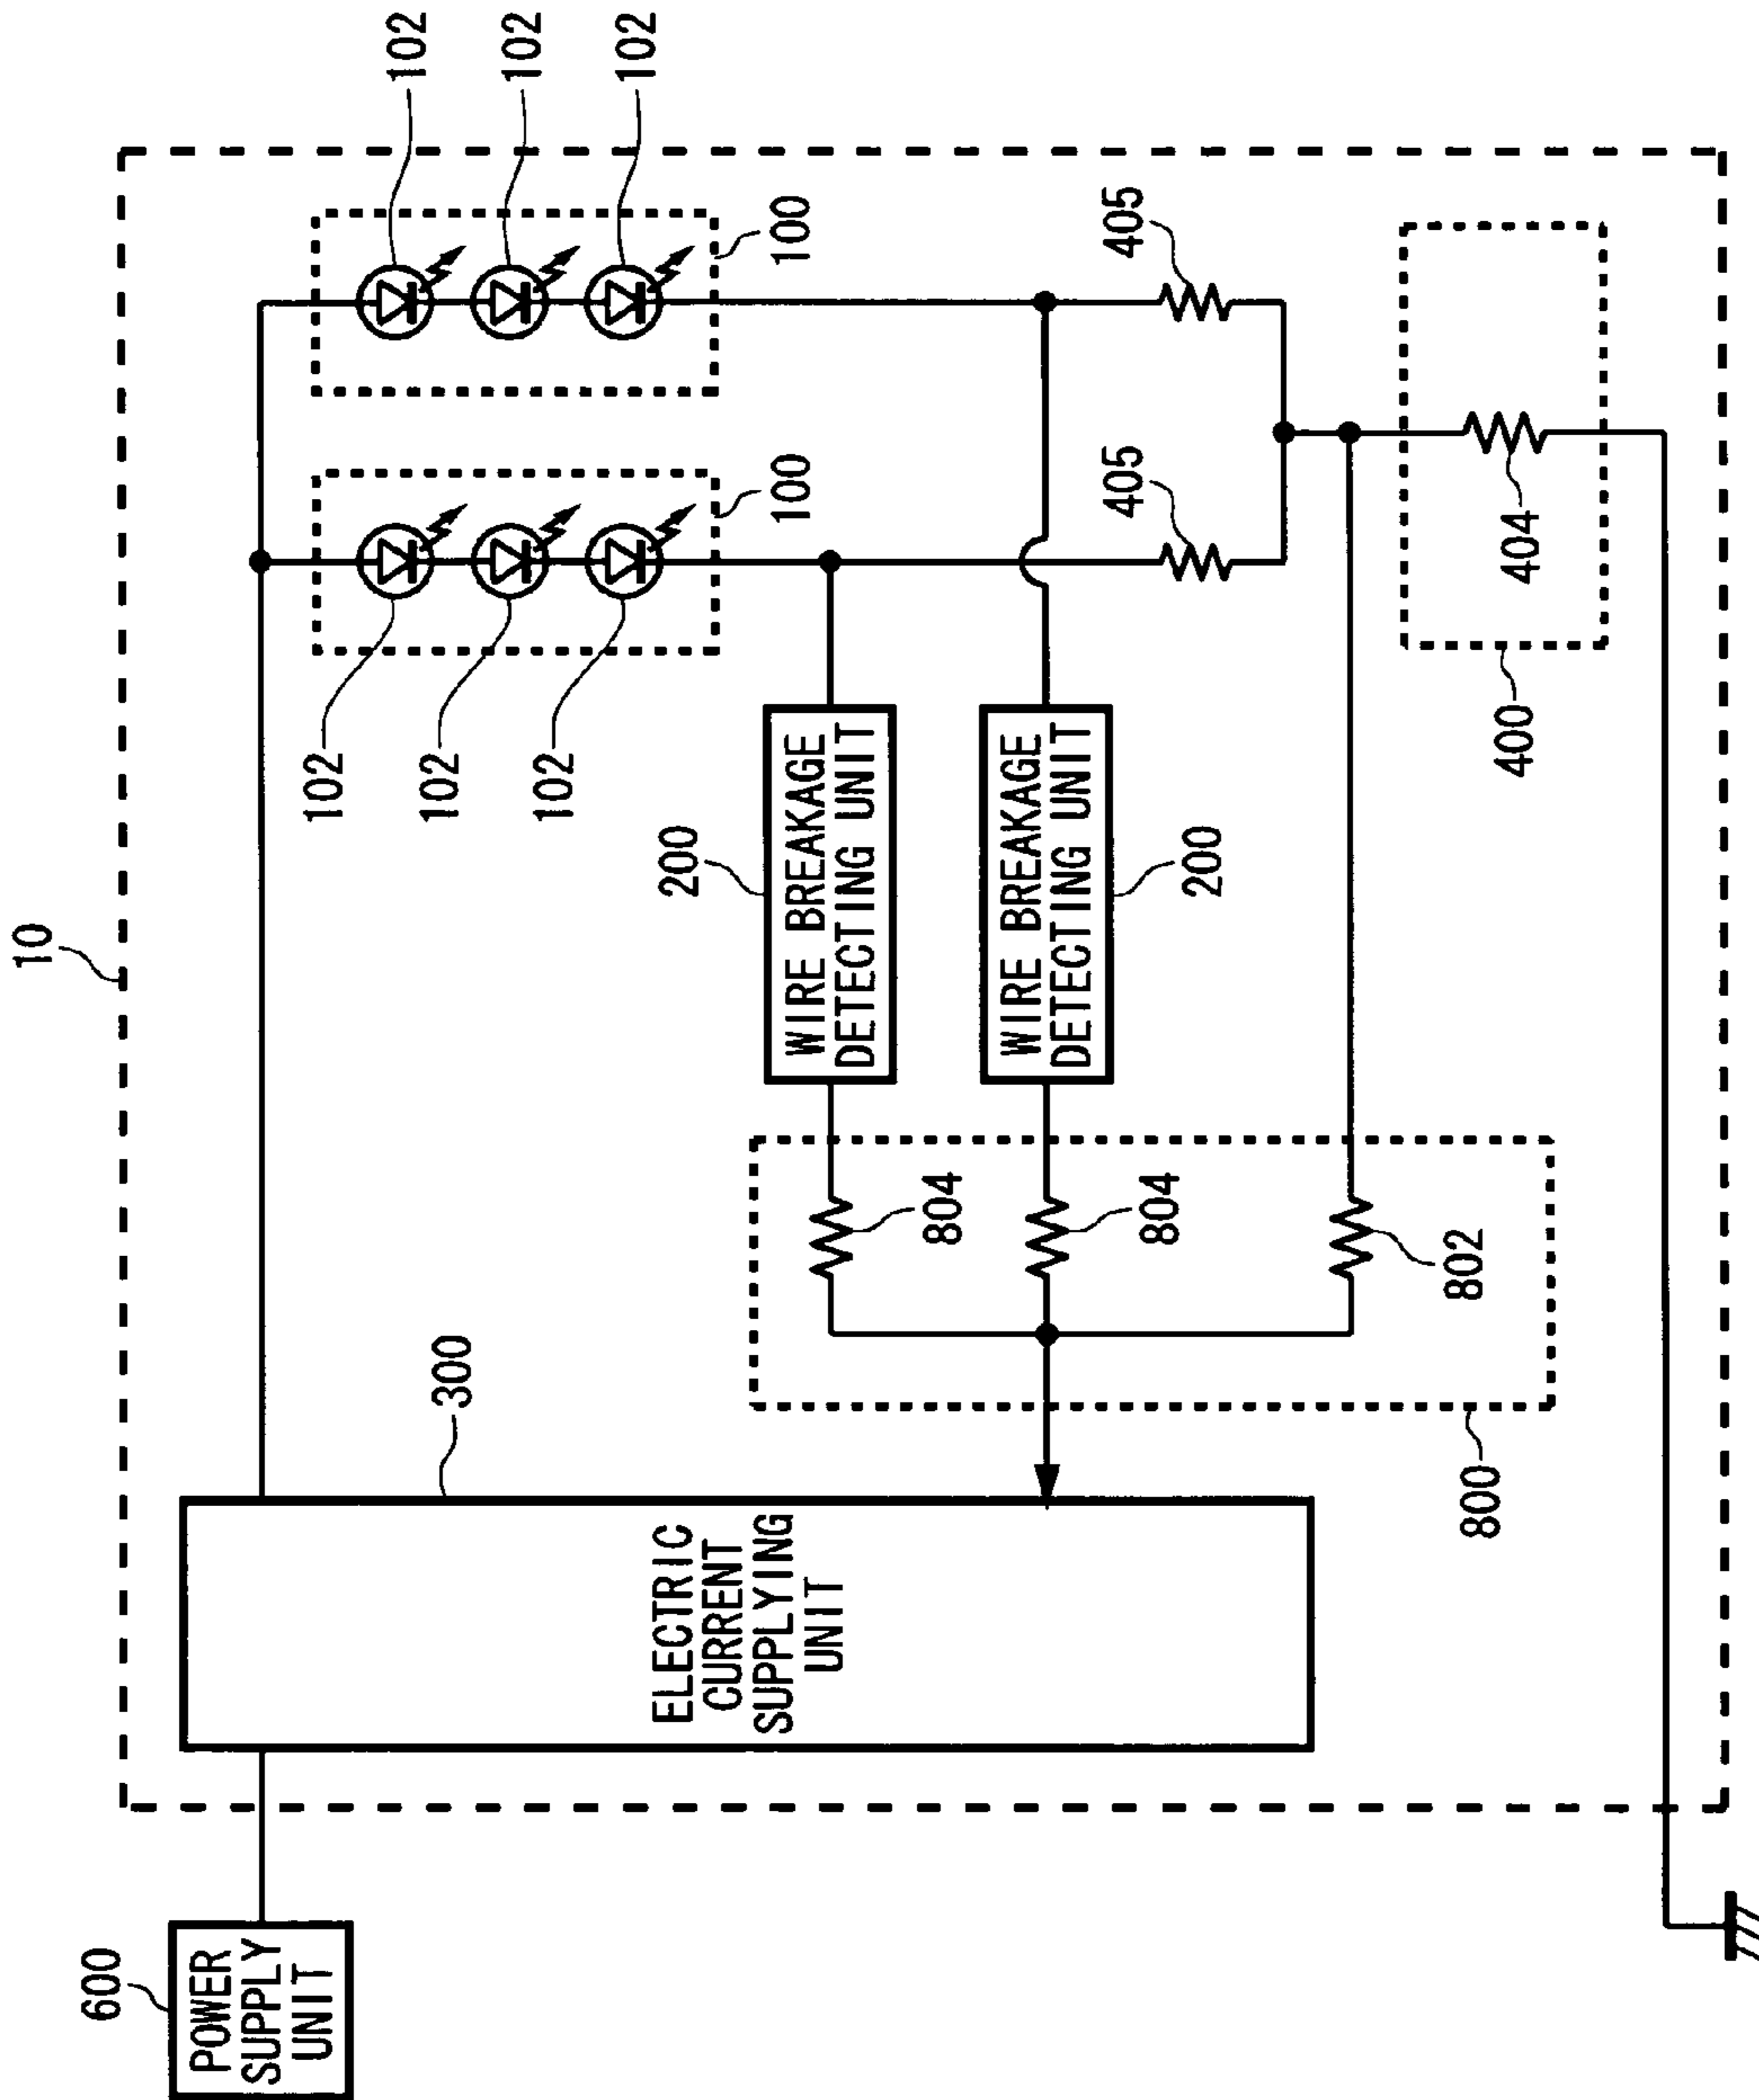 10
600
POWER
SUPPLY
UNIT
300
ELECTRIC
CURRENT
SUPPLYING
UNIT
102
102
102
102
102
102
100
100
200
WIRE BREAKAGE
DETECTING UNIT
804
WIRE BREAKAGE
DETECTING UNIT
200
804
405
405
802
800
404
400